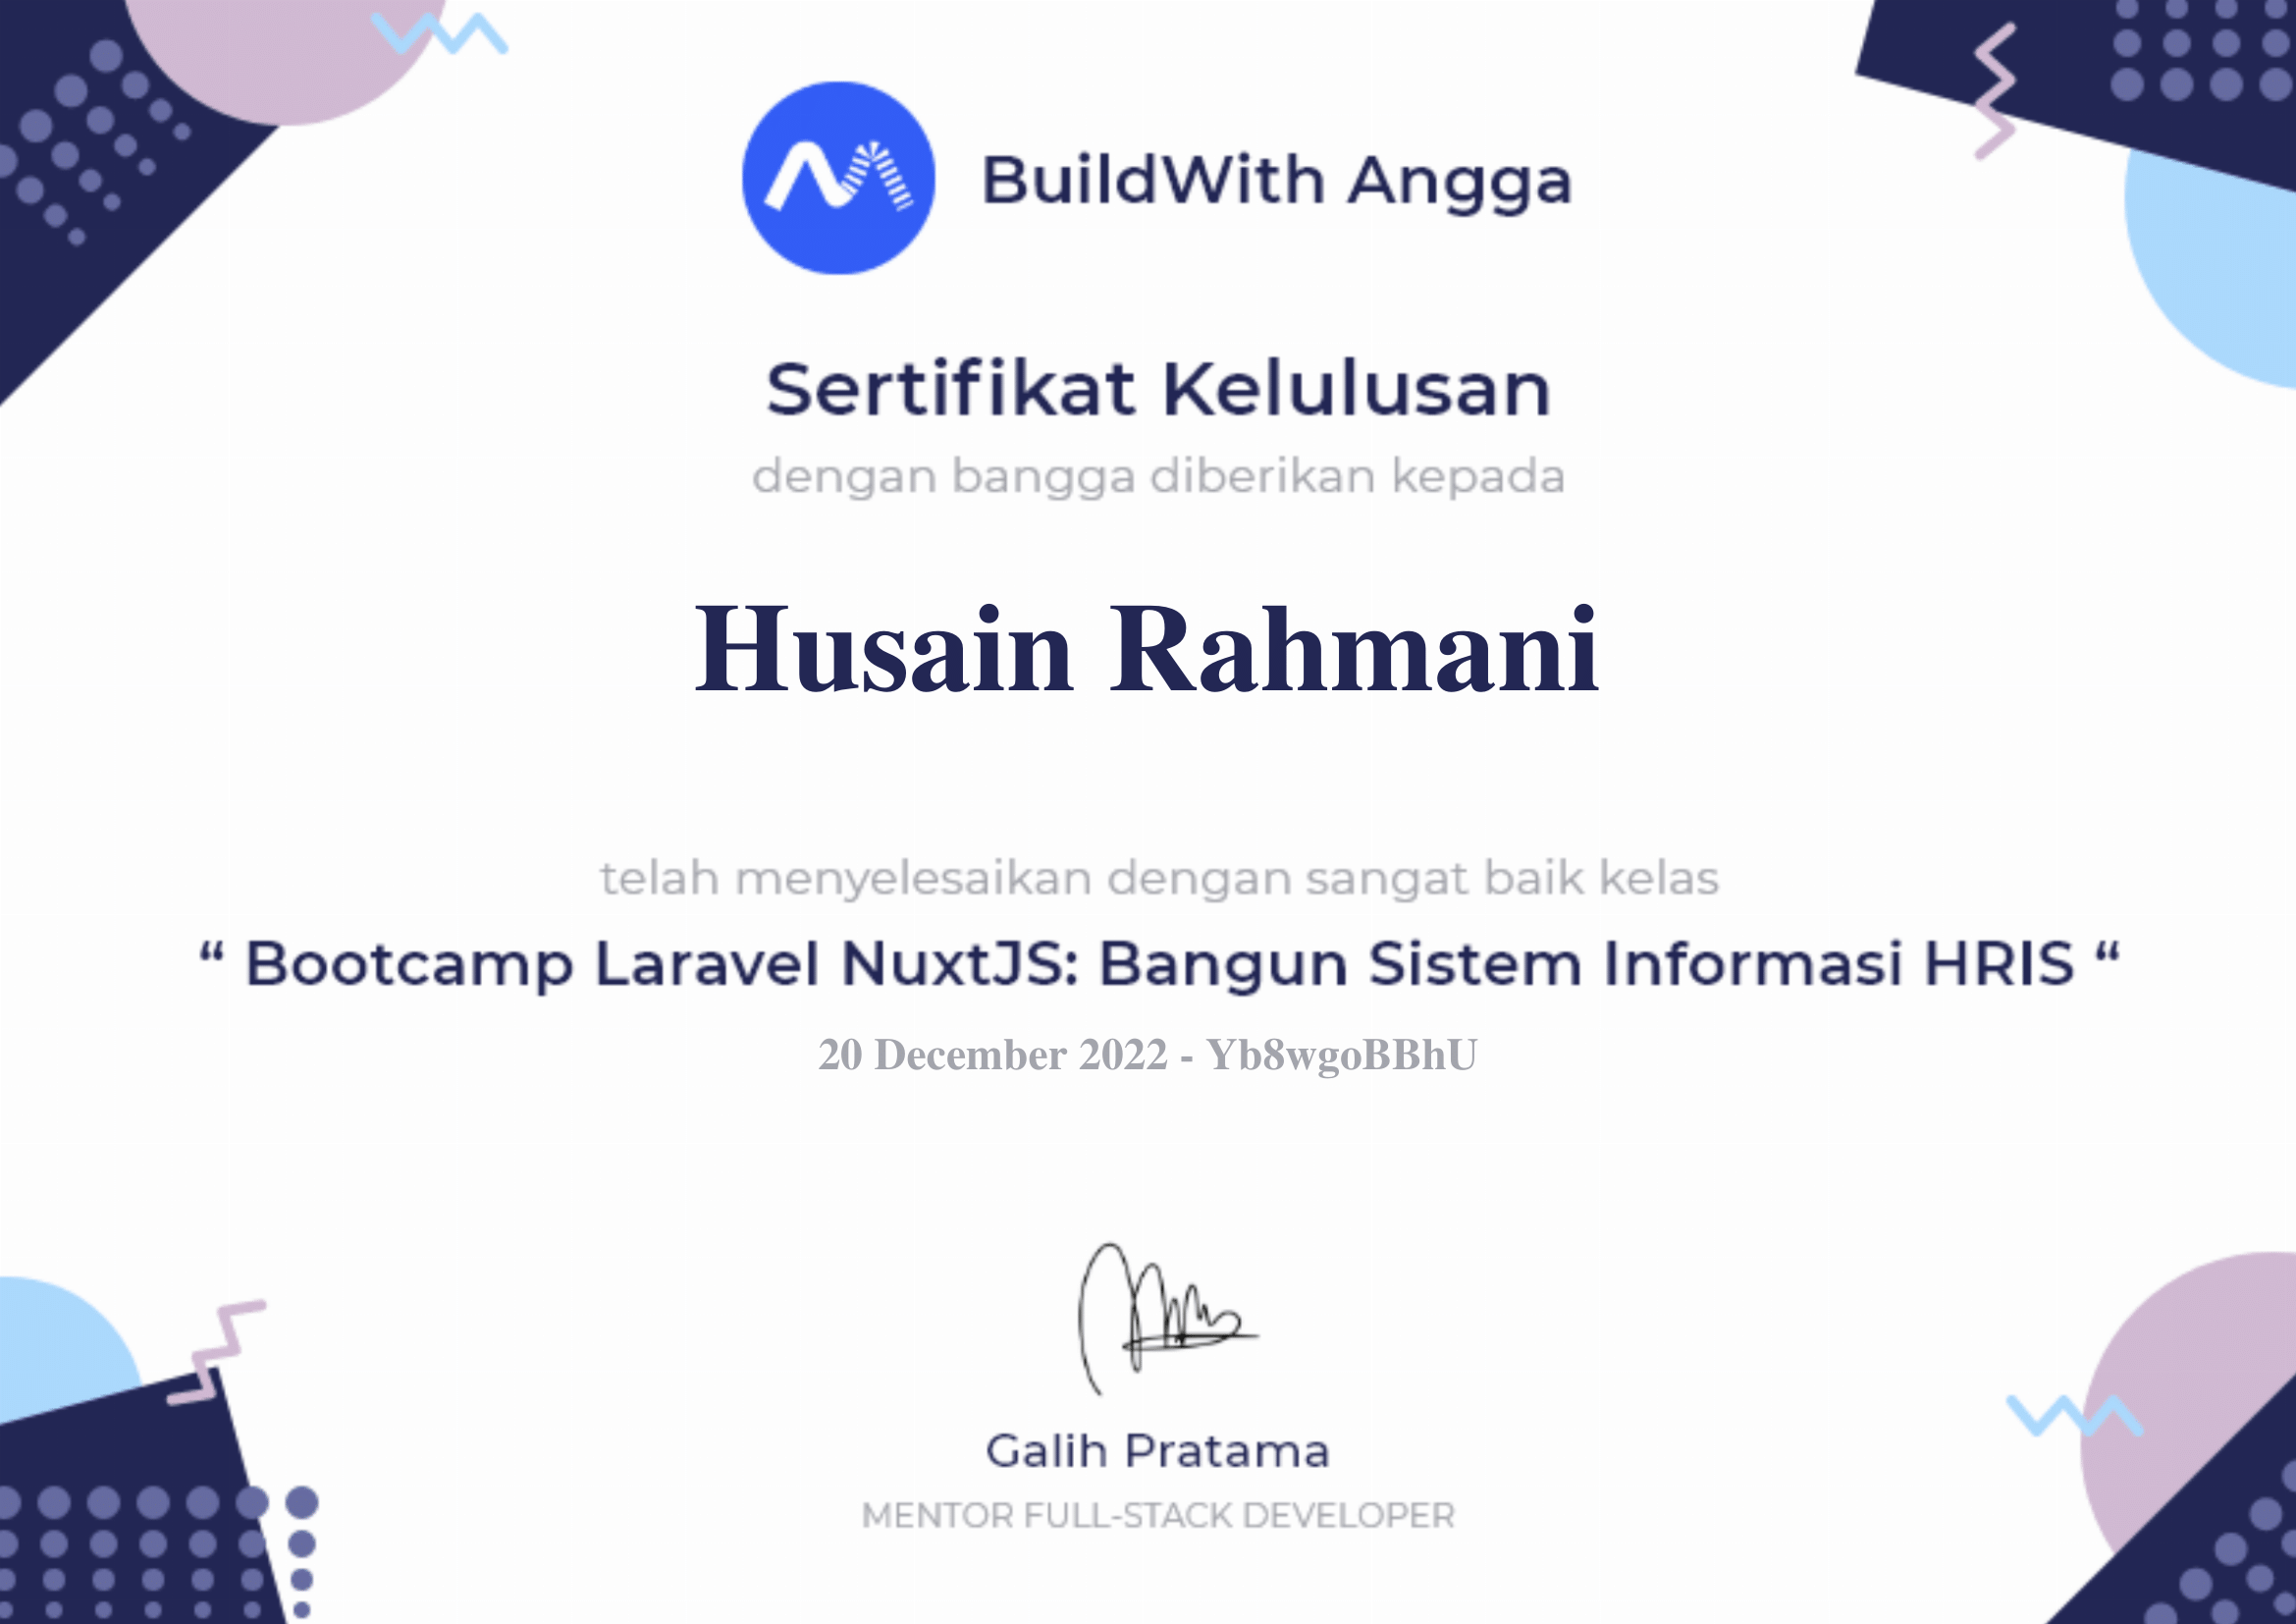 BuildWith Angga
Sertifikat Kelulusan
dengan bangga diberikan kepada
Husain Rahmani
telah menyelesaikan dengan sangat baik kelas
“ Bootcamp Laravel NuxtJS: Bangun Sistem Informasi HRIS “
20 December 2022 - Yb8wgoBBhU
Galih Pratama
MENTOR FULL-STACK DEVELOPER